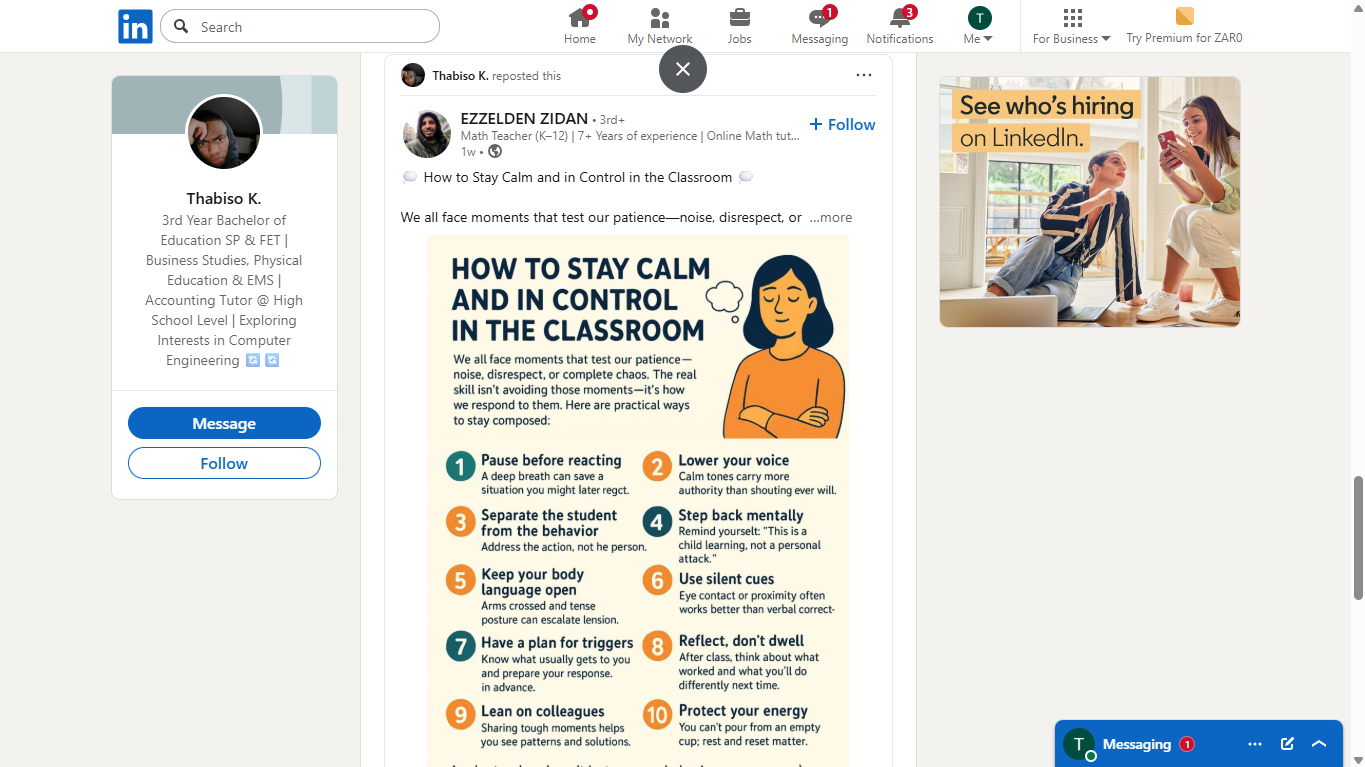 in
Search
Home
My Network
Jobs
1
Messaging
3
Notifications
T
Me
For Business
Try Premium for ZAR0
Thabiso K.
3rd Year Bachelor of
Education SP & FET |
Business Studies, Physical
Education & EMS |
Accounting Tutor @ High
School Level | Exploring
Interests in Computer
Engineering
Message
Follow
Thabiso K. reposted this
EZZELDEN ZIDAN • 3rd+
Math Teacher (K–12) | 7+ Years of experience | Online Math tut...
1w •
+ Follow
How to Stay Calm and in Control in the Classroom
We all face moments that test our patience—noise, disrespect, or ...more
HOW TO STAY CALM
AND IN CONTROL
IN THE CLASSROOM
We all face moments that test our patience—
noise, disrespect, or complete chaos. The real
skill isn't avoiding those moments—it's how
we respond to them. Here are practical ways
to stay composed:
1 Pause before reacting
A deep breath can save a
situation you might later regct.
2 Lower your voice
Calm tones carry more
authority than shouting ever will.
3 Separate the student
from the behavior
Address the action, not he person.
4 Step back mentally
Remind yourselt: "This is a
child learning, not a personal
attack."
5 Keep your body
language open
Arms crossed and tense
posture can escalate lension.
6 Use silent cues
Eye contact or proximity often
works better than verbal correct-
7 Have a plan for triggers
Know what usually gets to you
and prepare your response.
in advance.
8 Reflect, don't dwell
After class, think about what
worked and what you'll do
differently next time.
9 Lean on colleagues
Sharing tough moments helps
you see patterns and solutions.
10 Protect your energy
You can't pour from an empty
cup; rest and reset matter.
See who's hiring
on LinkedIn.
T
Messaging 1